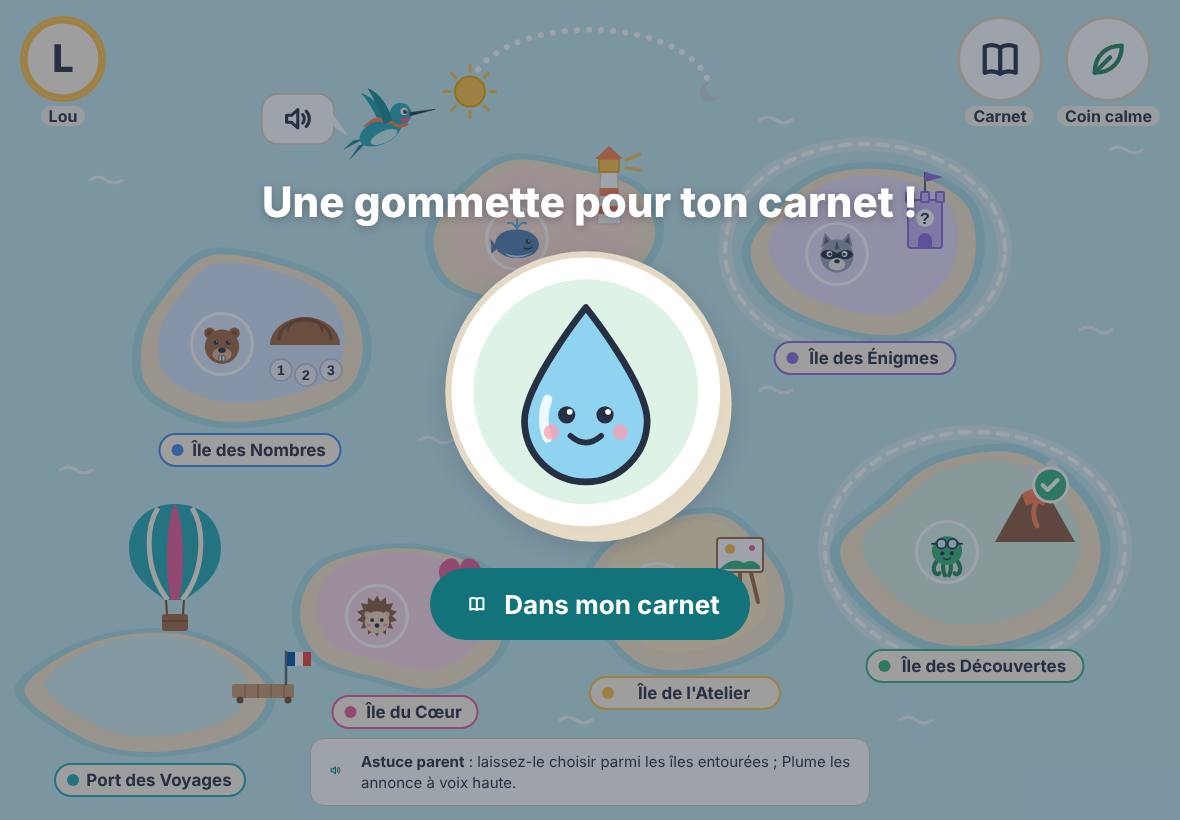 L
Lou
Carnet
Coin calme
Une gommette pour ton carnet !
?
Île des Énigmes
1 2 3
Île des Nombres
Dans mon carnet
Île des Découvertes
Île de l'Atelier
Île du Cœur
Port des Voyages
Astuce parent : laissez-le choisir parmi les îles entourées ; Plume les
annonce à voix haute.